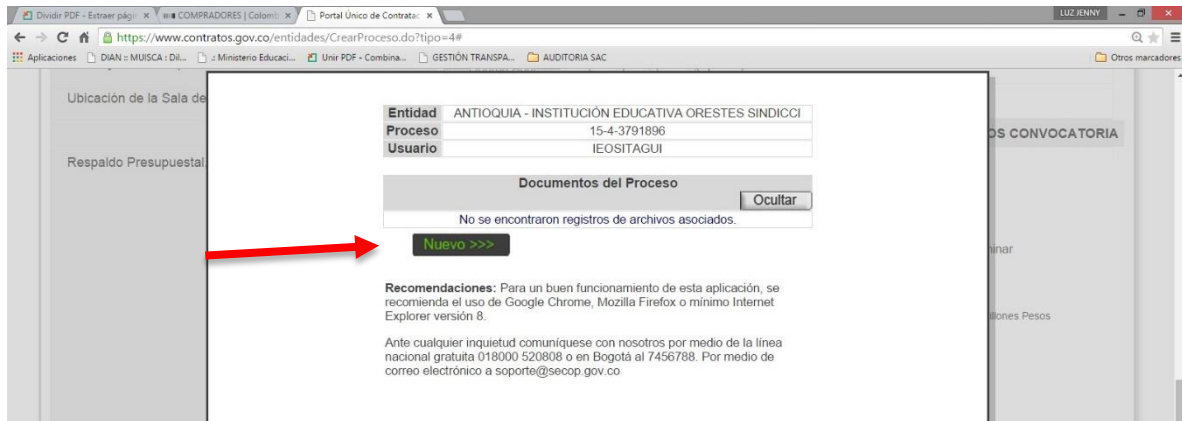 Dividir PDF - Extraer págin
COMPRADORES | Colomb
Portal Único de Contratac
LUZ JENNY
https://www.contratos.gov.co/entidades/CrearProceso.do?tipo=4#
Aplicaciones
DIAN :: MUISCA : Dil...
.: Ministerio Educaci...
Unir PDF - Combina...
GESTIÓN TRANSPA...
AUDITORIA SAC
Otros marcadores
Ubicación de la Sala de
Entidad ANTIOQUIA - INSTITUCIÓN EDUCATIVA ORESTES SINDICCI
Proceso 15-4-3791896
OS CONVOCATORIA
Usuario IEOSITAGUI
Respaldo Presupuestal
Documentos del Proceso
Ocultar
No se encontraron registros de archivos asociados.
Nuevo >>>
inar
Recomendaciones: Para un buen funcionamiento de esta aplicación, se
recomienda el uso de Google Chrome, Mozilla Firefox o mínimo Internet
Explorer versión 8.
illones Pesos
Ante cualquier inquietud comuníquese con nosotros por medio de la línea
nacional gratuita 018000 520808 o en Bogotá al 7456788. Por medio de
correo electrónico a soporte@secop.gov.co